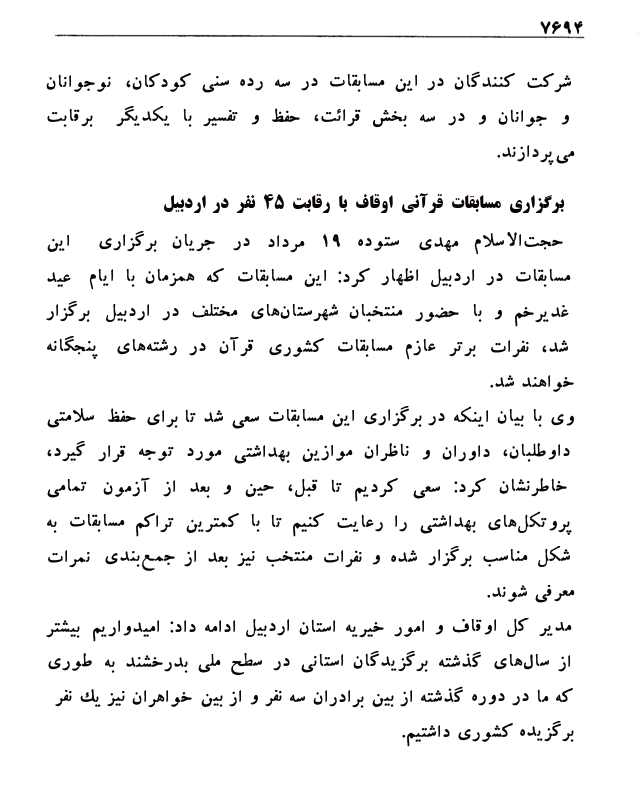 ۷۶۹۴
شرکت کنندگان در این مسابقات در سه رده سنی کودکان، نوجوانان
و جوانان و در سه بخش قرائت، حفظ و تفسیر با یکدیگر برقابت
می‌پردازند.
برگزاری مسابقات قرآنی اوقاف با رقابت ۴۵ نفر در اردبیل
حجت‌الاسلام مهدی ستوده ۱۹ مرداد در جریان برگزاری این
مسابقات در اردبیل اظهار کرد: این مسابقات که همزمان با ایام عید
غدیرخم و با حضور منتخبان شهرستان‌های مختلف در اردبیل برگزار
شد، نفرات برتر عازم مسابقات کشوری قرآن در رشته‌های پنجگانه
خواهند شد.
وی با بیان اینکه در برگزاری این مسابقات سعی شد تا برای حفظ سلامتی
داوطلبان، داوران و ناظران موازین بهداشتی مورد توجه قرار گیرد،
خاطرنشان کرد: سعی کردیم تا قبل، حین و بعد از آزمون تمامی
پروتکل‌های بهداشتی را رعایت کنیم تا با کمترین تراکم مسابقات به
شکل مناسب برگزار شده و نفرات منتخب نیز بعد از جمع‌بندی نمرات
معرفی شوند.
مدیر کل اوقاف و امور خیریه استان اردبیل ادامه داد: امیدواریم بیشتر
از سال‌های گذشته برگزیدگان استانی در سطح ملی بدرخشند به طوری
که ما در دوره گذشته از بین برادران سه نفر و از بین خواهران نیز يك نفر
برگزیده کشوری داشتیم.